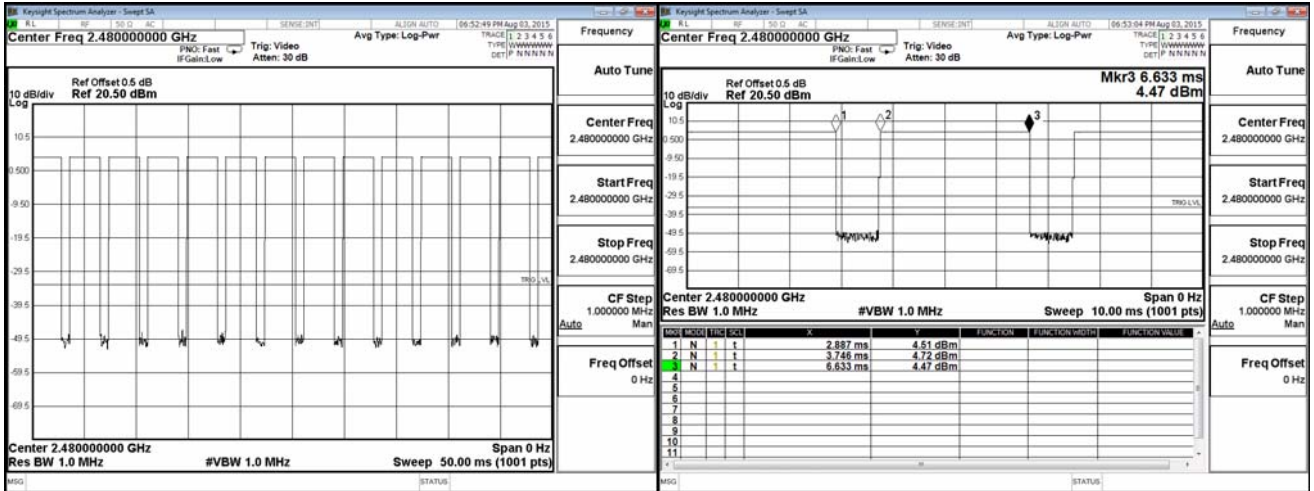 Keysight Spectrum Analyzer - Swept SA
RL RF 50 Ω AC SENSE:INT ALIGN AUTO 06:52:49 PM Aug 03, 2015
Center Freq 2.480000000 GHz
Avg Type: Log-Pwr
TRACE 1 2 3 4 5 6
TYPE WWWWWW
DET P NNNNN
PNO: Fast
IFGain:Low
Trig: Video
Atten: 30 dB
Ref Offset 0.5 dB
10 dB/div Ref 20.50 dBm
Log
10.5
0.500
-9.50
-19.5
-29.5
-39.5
-49.5
-59.5
-69.5
TRIG LVL
Center 2.480000000 GHz Span 0 Hz
Res BW 1.0 MHz #VBW 1.0 MHz Sweep 50.00 ms (1001 pts)
MSG STATUS
Frequency
Auto Tune
Center Freq
2.480000000 GHz
Start Freq
2.480000000 GHz
Stop Freq
2.480000000 GHz
CF Step
1.000000 MHz
Auto Man
Freq Offset
0 Hz
Keysight Spectrum Analyzer - Swept SA
RL RF 50 Ω AC SENSE:INT ALIGN AUTO 06:53:04 PM Aug 03, 2015
Center Freq 2.480000000 GHz
Avg Type: Log-Pwr
TRACE 1 2 3 4 5 6
TYPE WWWWWW
DET P NNNNN
PNO: Fast
IFGain:Low
Trig: Video
Atten: 30 dB
Mkr3 6.633 ms
4.47 dBm
Ref Offset 0.5 dB
10 dB/div Ref 20.50 dBm
Log
1 2 3
10.5
0.500
-9.50
-19.5
-29.5
-39.5
-49.5
-59.5
-69.5
TRIG LVL
Center 2.480000000 GHz Span 0 Hz
Res BW 1.0 MHz #VBW 1.0 MHz Sweep 10.00 ms (1001 pts)
MKR MODE TRC SCL X Y FUNCTION FUNCTION WIDTH FUNCTION VALUE
1 N 1 t 2.887 ms 4.51 dBm
2 N 1 t 3.746 ms 4.72 dBm
3 N 1 t 6.633 ms 4.47 dBm
4
5
6
7
8
9
10
11
MSG STATUS
Frequency
Auto Tune
Center Freq
2.480000000 GHz
Start Freq
2.480000000 GHz
Stop Freq
2.480000000 GHz
CF Step
1.000000 MHz
Auto Man
Freq Offset
0 Hz